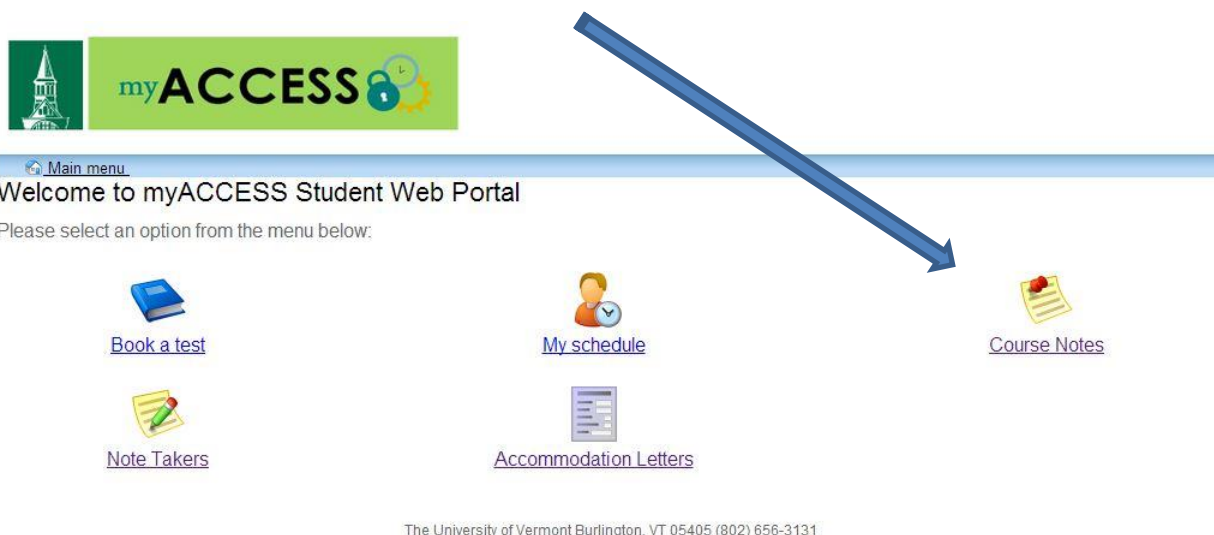 myACCESS
Main menu
Welcome to myACCESS Student Web Portal
Please select an option from the menu below:
Book a test
My schedule
Course Notes
Note Takers
Accommodation Letters
The University of Vermont Burlington, VT 05405 (802) 656-3131